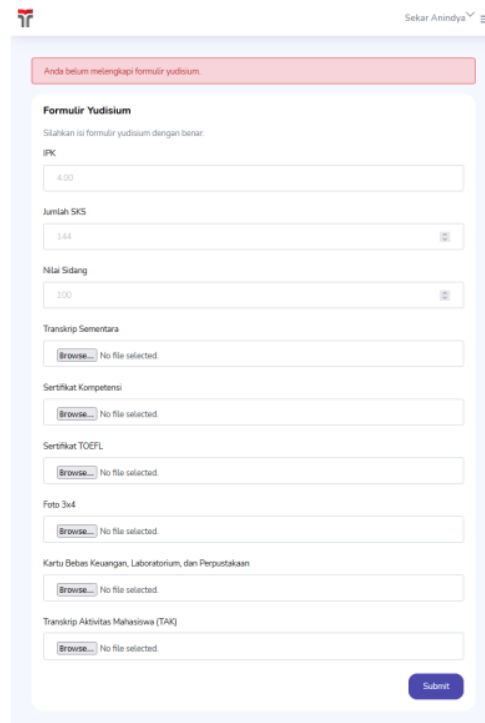 Sekar Anindya
Anda belum melengkapi formulir yudisium.
Formulir Yudisium
Silahkan isi formulir yudisium dengan benar.
IPK
4.00
Jumlah SKS
144
Nilai Sidang
100
Transkrip Sementara
Browse... No file selected.
Sertifikat Kompetensi
Browse... No file selected.
Sertifikat TOEFL
Browse... No file selected.
Foto 3x4
Browse... No file selected.
Kartu Bebas Keuangan, Laboratorium, dan Perpustakaan
Browse... No file selected.
Transkrip Aktivitas Mahasiswa (TAK)
Browse... No file selected.
Submit